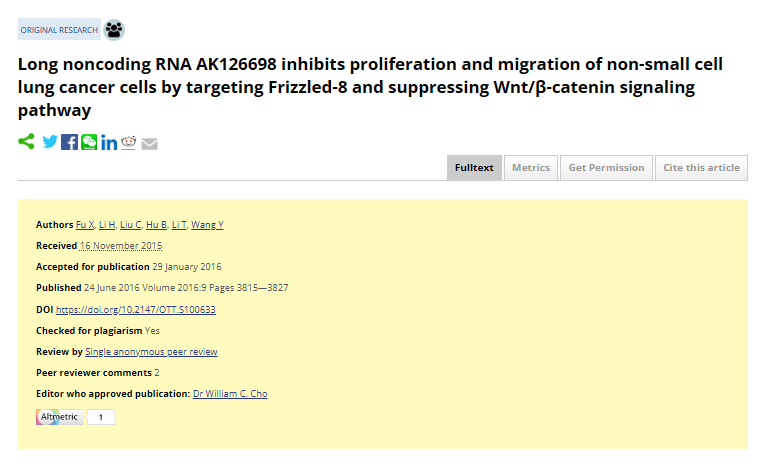 ORIGINAL RESEARCH
Long noncoding RNA AK126698 inhibits proliferation and migration of non-small cell
lung cancer cells by targeting Frizzled-8 and suppressing Wnt/β-catenin signaling
pathway
Fulltext Metrics Get Permission Cite this article
Authors Fu X, Li H, Liu C, Hu B, Li T, Wang Y
Received 16 November 2015
Accepted for publication 29 January 2016
Published 24 June 2016 Volume 2016:9 Pages 3815—3827
DOI https://doi.org/10.2147/OTT.S100633
Checked for plagiarism Yes
Review by Single anonymous peer review
Peer reviewer comments 2
Editor who approved publication: Dr William C. Cho
Altmetric 1